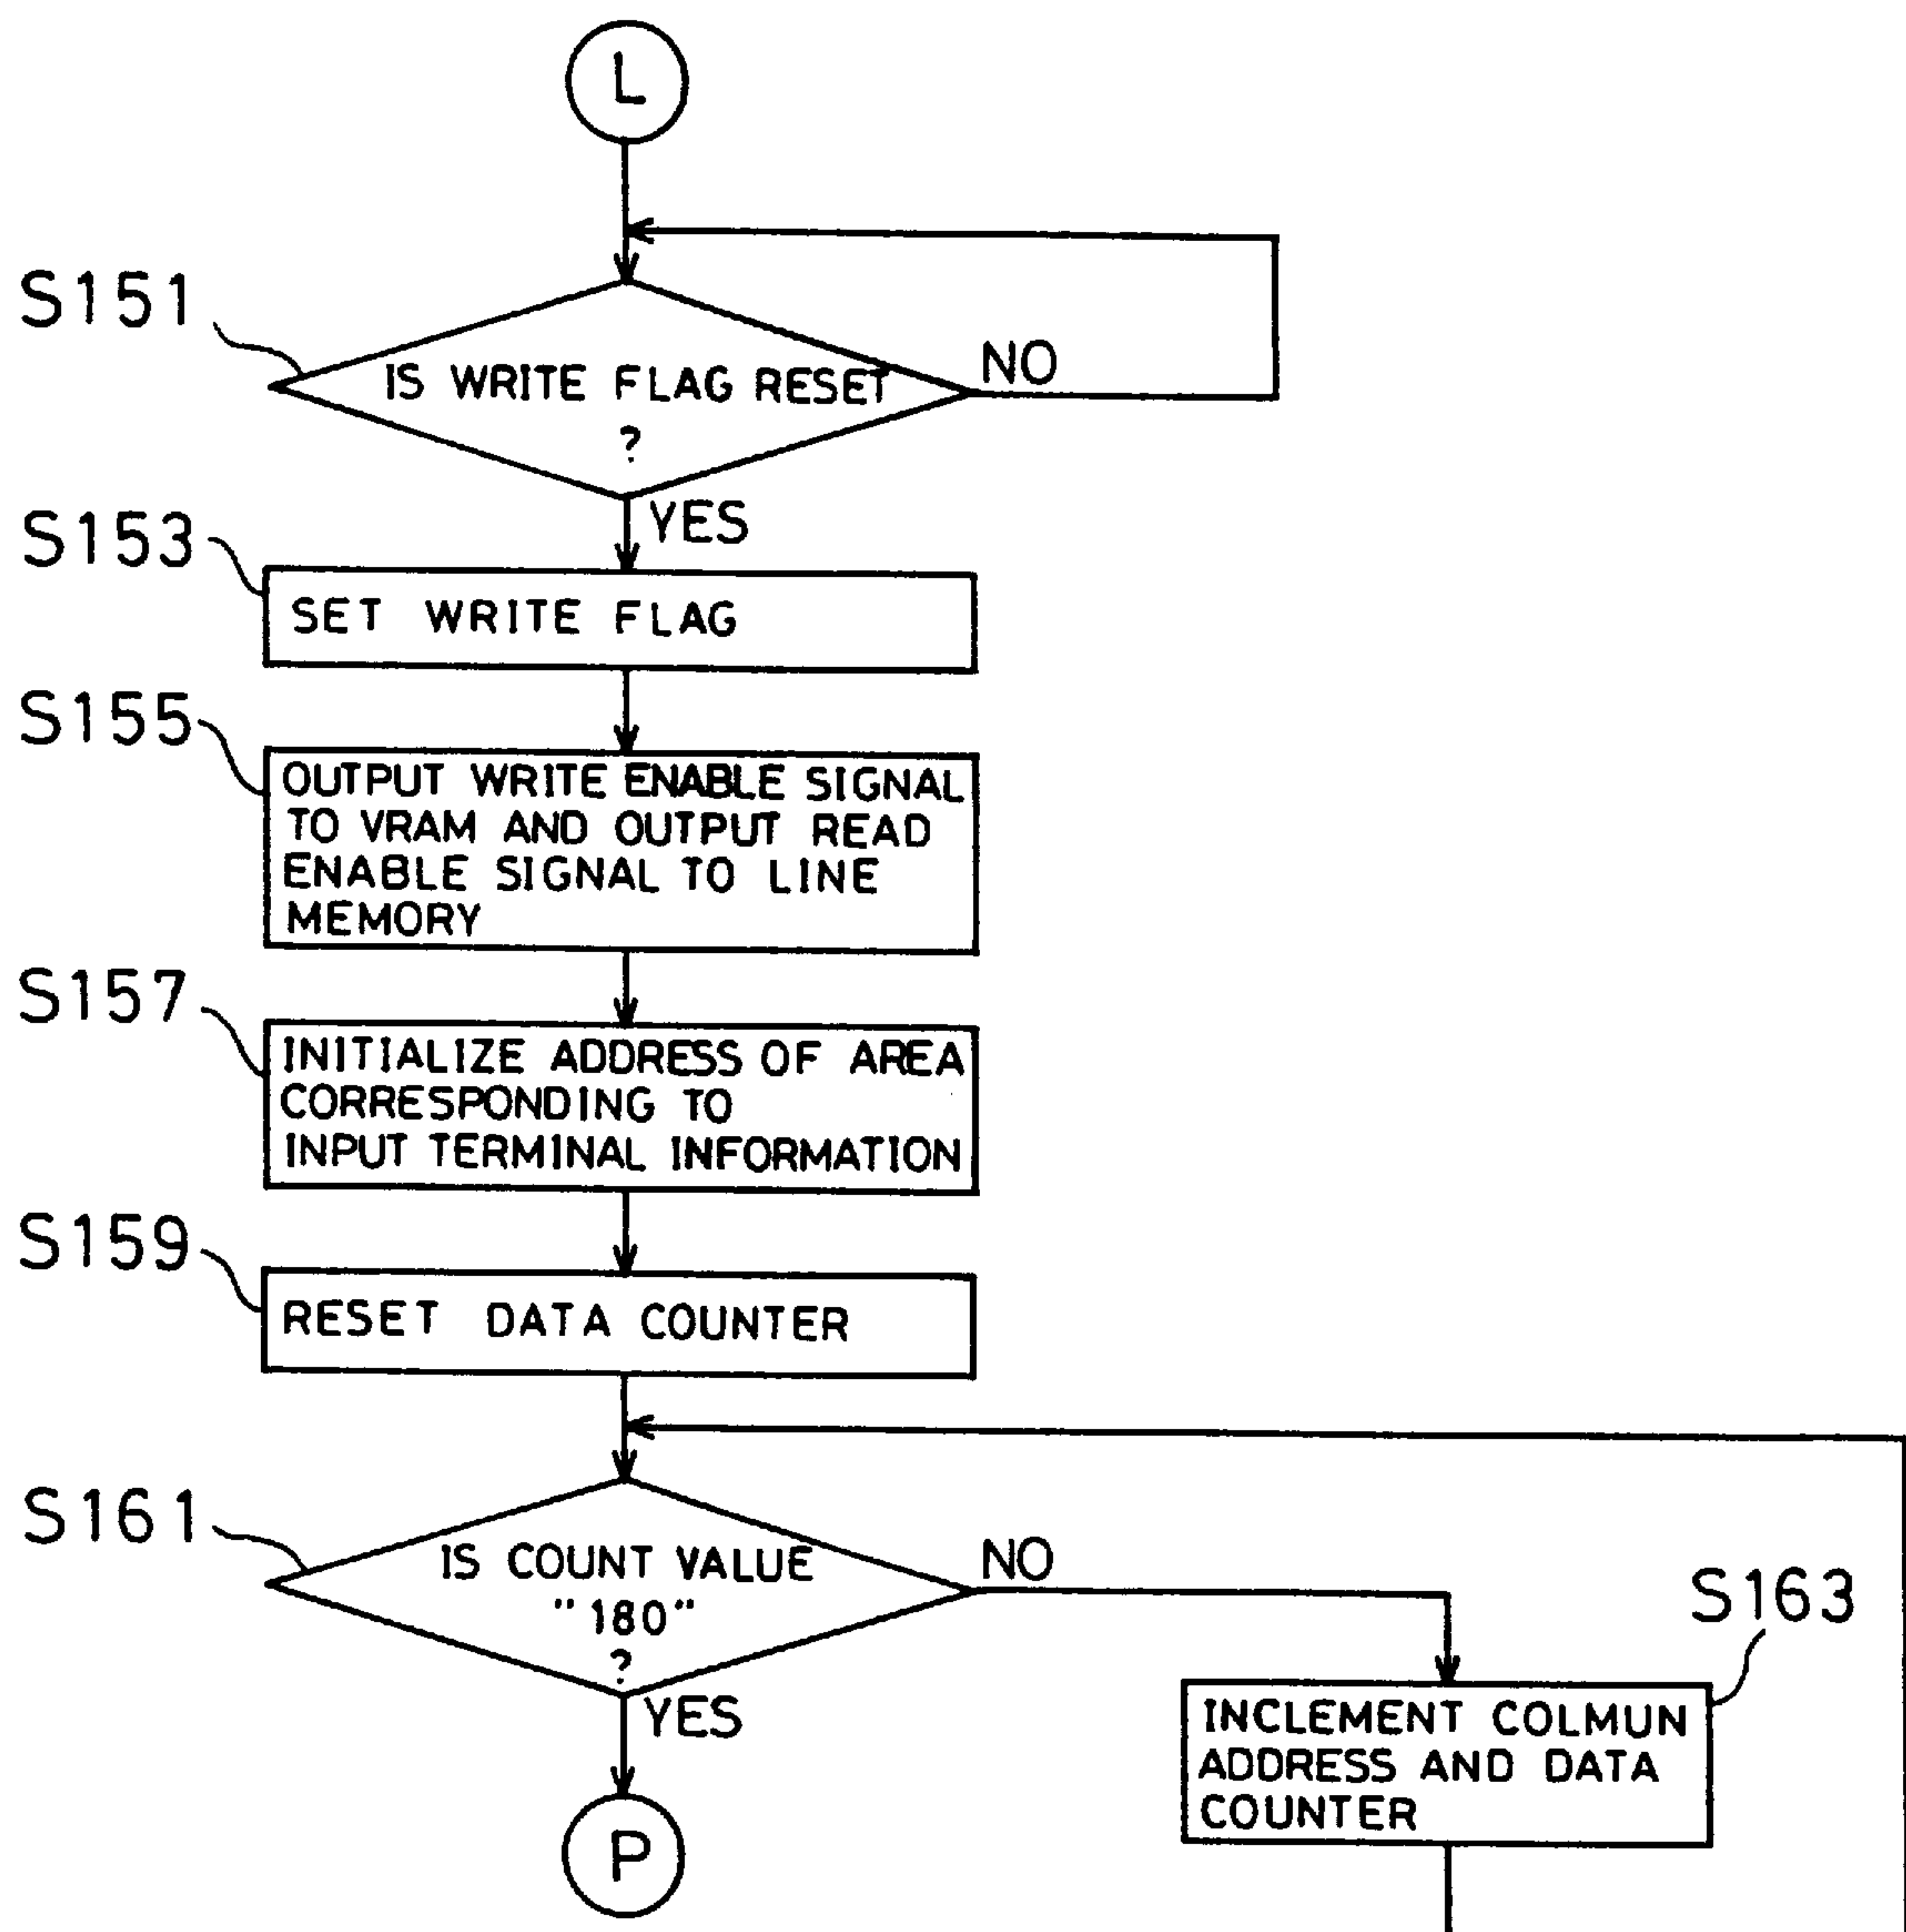 L
S151
IS WRITE FLAG RESET
?
NO
YES
S153
SET WRITE FLAG
S155
OUTPUT WRITE ENABLE SIGNAL
TO VRAM AND OUTPUT READ
ENABLE SIGNAL TO LINE
MEMORY
S157
INITIALIZE ADDRESS OF AREA
CORRESPONDING TO
INPUT TERMINAL INFORMATION
S159
RESET DATA COUNTER
S161
IS COUNT VALUE
"180"
?
NO
YES
S163
INCLEMENT COLMUN
ADDRESS AND DATA
COUNTER
P